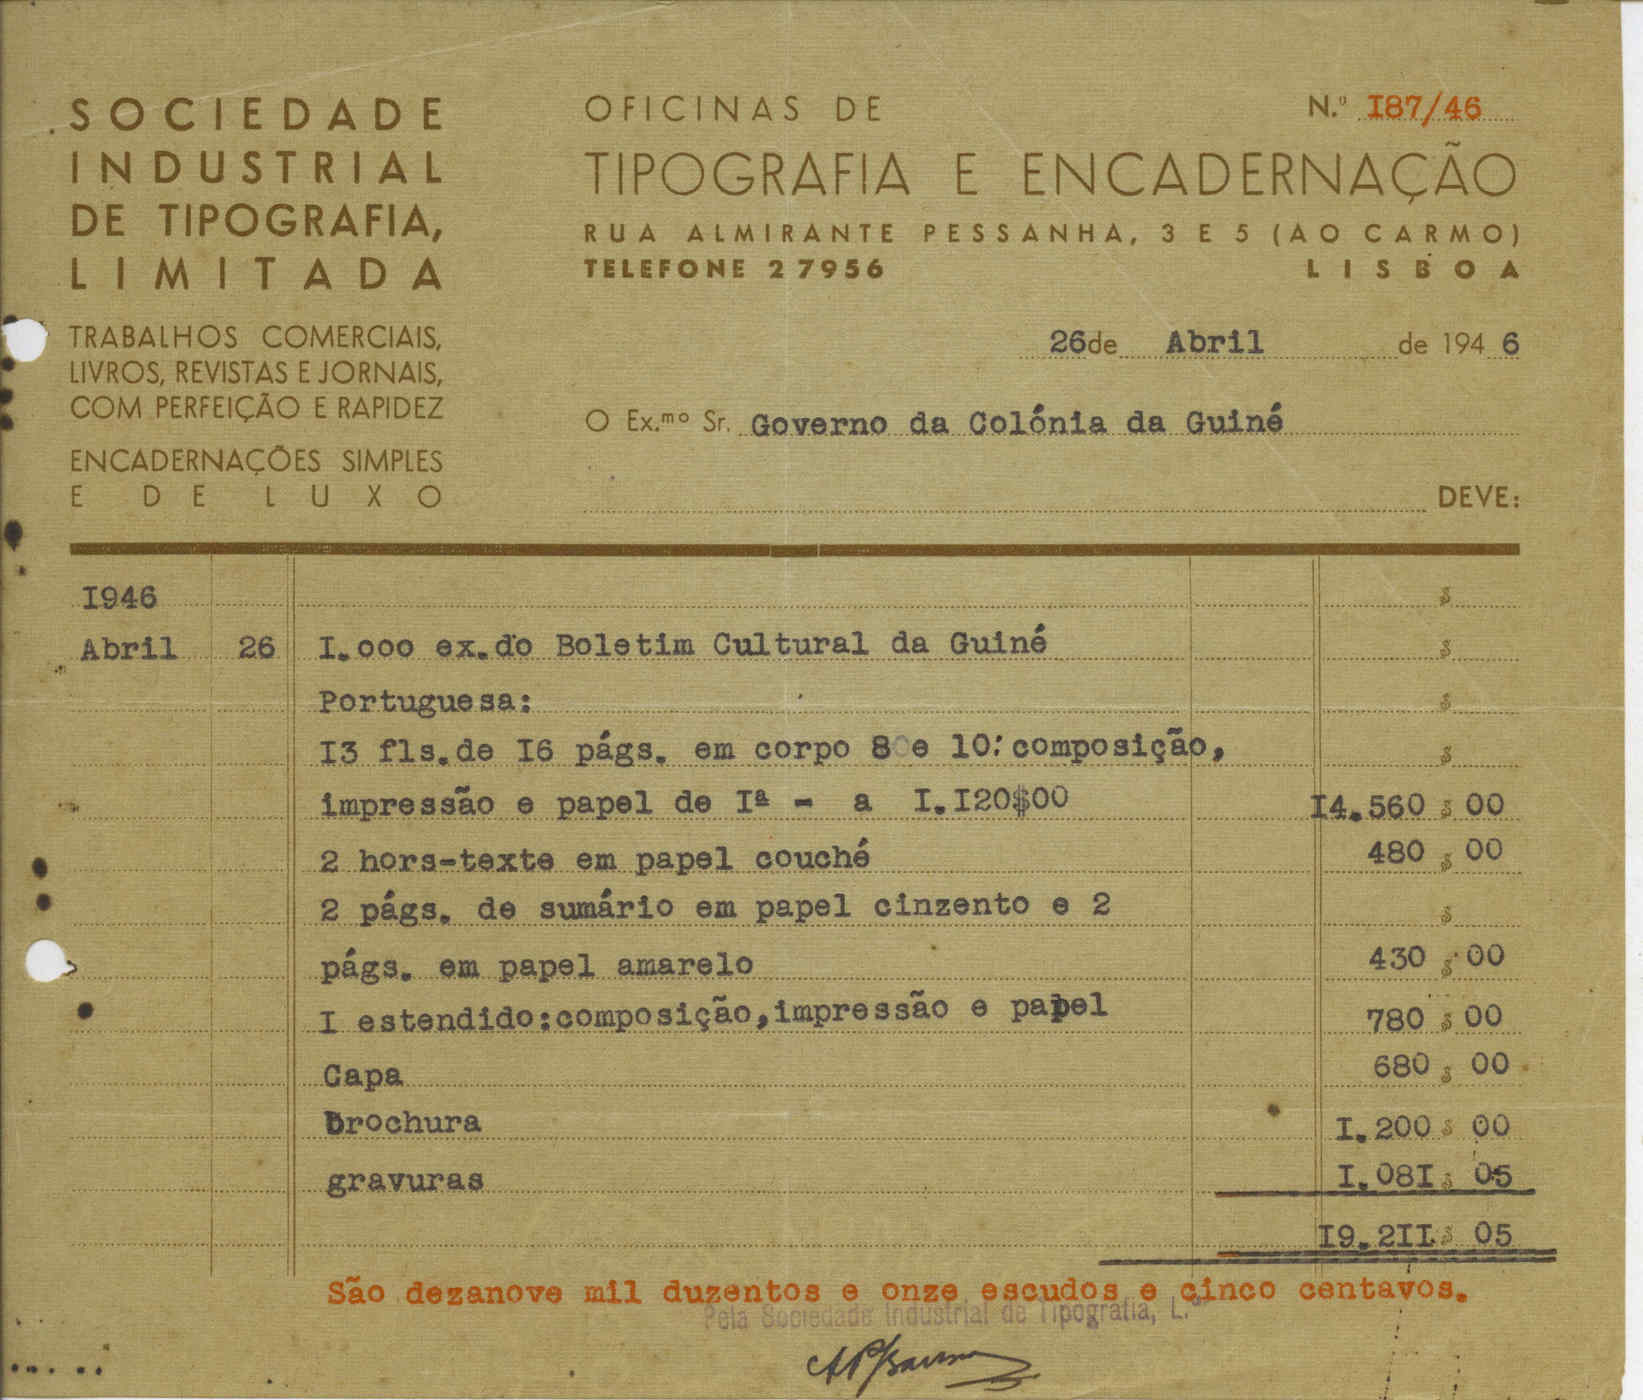 SOCIEDADE
INDUSTRIAL
DE TIPOGRAFIA,
LIMITADA
TRABALHOS COMERCIAIS,
LIVROS, REVISTAS E JORNAIS,
COM PERFEIÇÃO E RAPIDEZ
ENCADERNAÇÕES SIMPLES
E DE LUXO
OFICINAS DE
N.º I87/46
TIPOGRAFIA E ENCADERNAÇÃO
RUA ALMIRANTE PESSANHA, 3 E 5 (AO CARMO)
TELEFONE 27956 LISBOA
26 de Abril de 1946
O Ex.mo Sr. Governo da Colónia da Guiné
DEVE:
I946 $
Abril 26 I.000 ex.do Boletim Cultural da Guiné $
Portuguesa: $
I3 fls.de I6 págs. em corpo 8 e 10: composição, $
impressão e papel de Iª - a I.I20$00 I4.560 $ 00
2 hors-texte em papel couché 480 $ 00
2 págs. de sumário em papel cinzento e 2 $
págs. em papel amarelo 430 $ 00
I estendido:composição,impressão e papel 780 $ 00
Capa 680 $ 00
Brochura I.200 $ 00
gravuras I.08I $ 05
I9.2II $ 05
São dezanove mil duzentos e onze escudos e cinco centavos.
Pela Sociedade Industrial de Tipografia, L.da